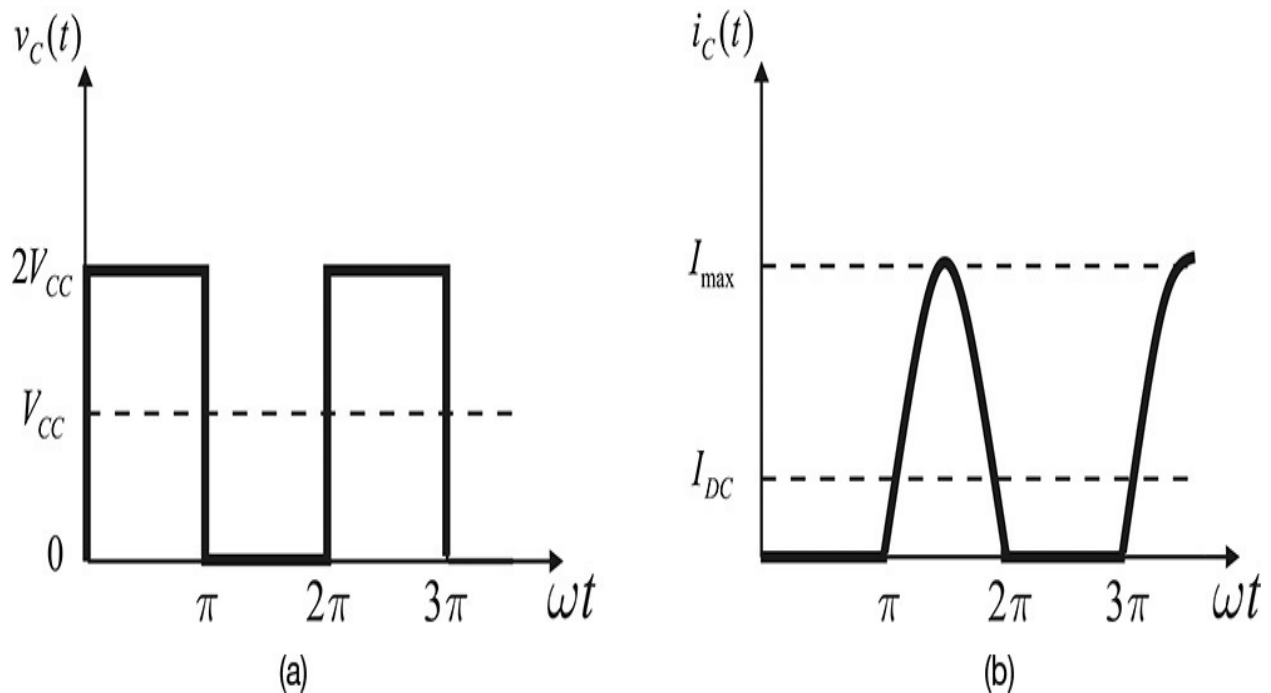 v_C(t)
2V_CC
V_CC
0
π 2π 3π ωt
(a)
i_C(t)
I_max
I_DC
π 2π 3π ωt
(b)